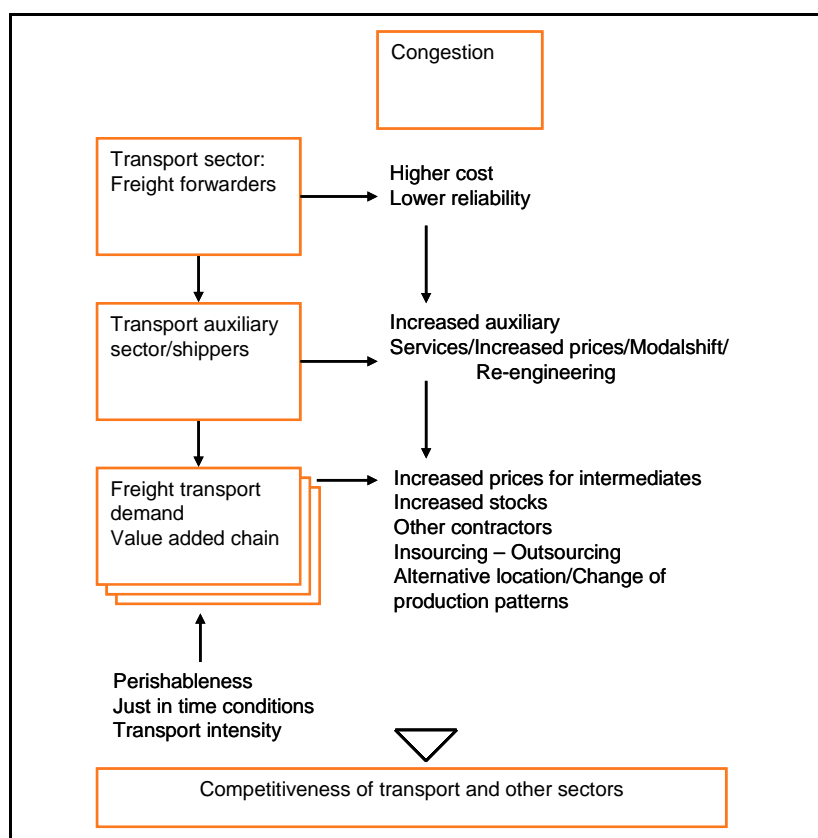 Congestion
Transport sector:
Freight forwarders
Higher cost
Lower reliability
Transport auxiliary
sector/shippers
Increased auxiliary
Services/Increased prices/Modalshift/
Re-engineering
Freight transport
demand
Value added chain
Increased prices for intermediates
Increased stocks
Other contractors
Insourcing – Outsourcing
Alternative location/Change of
production patterns
Perishableness
Just in time conditions
Transport intensity
Competitiveness of transport and other sectors